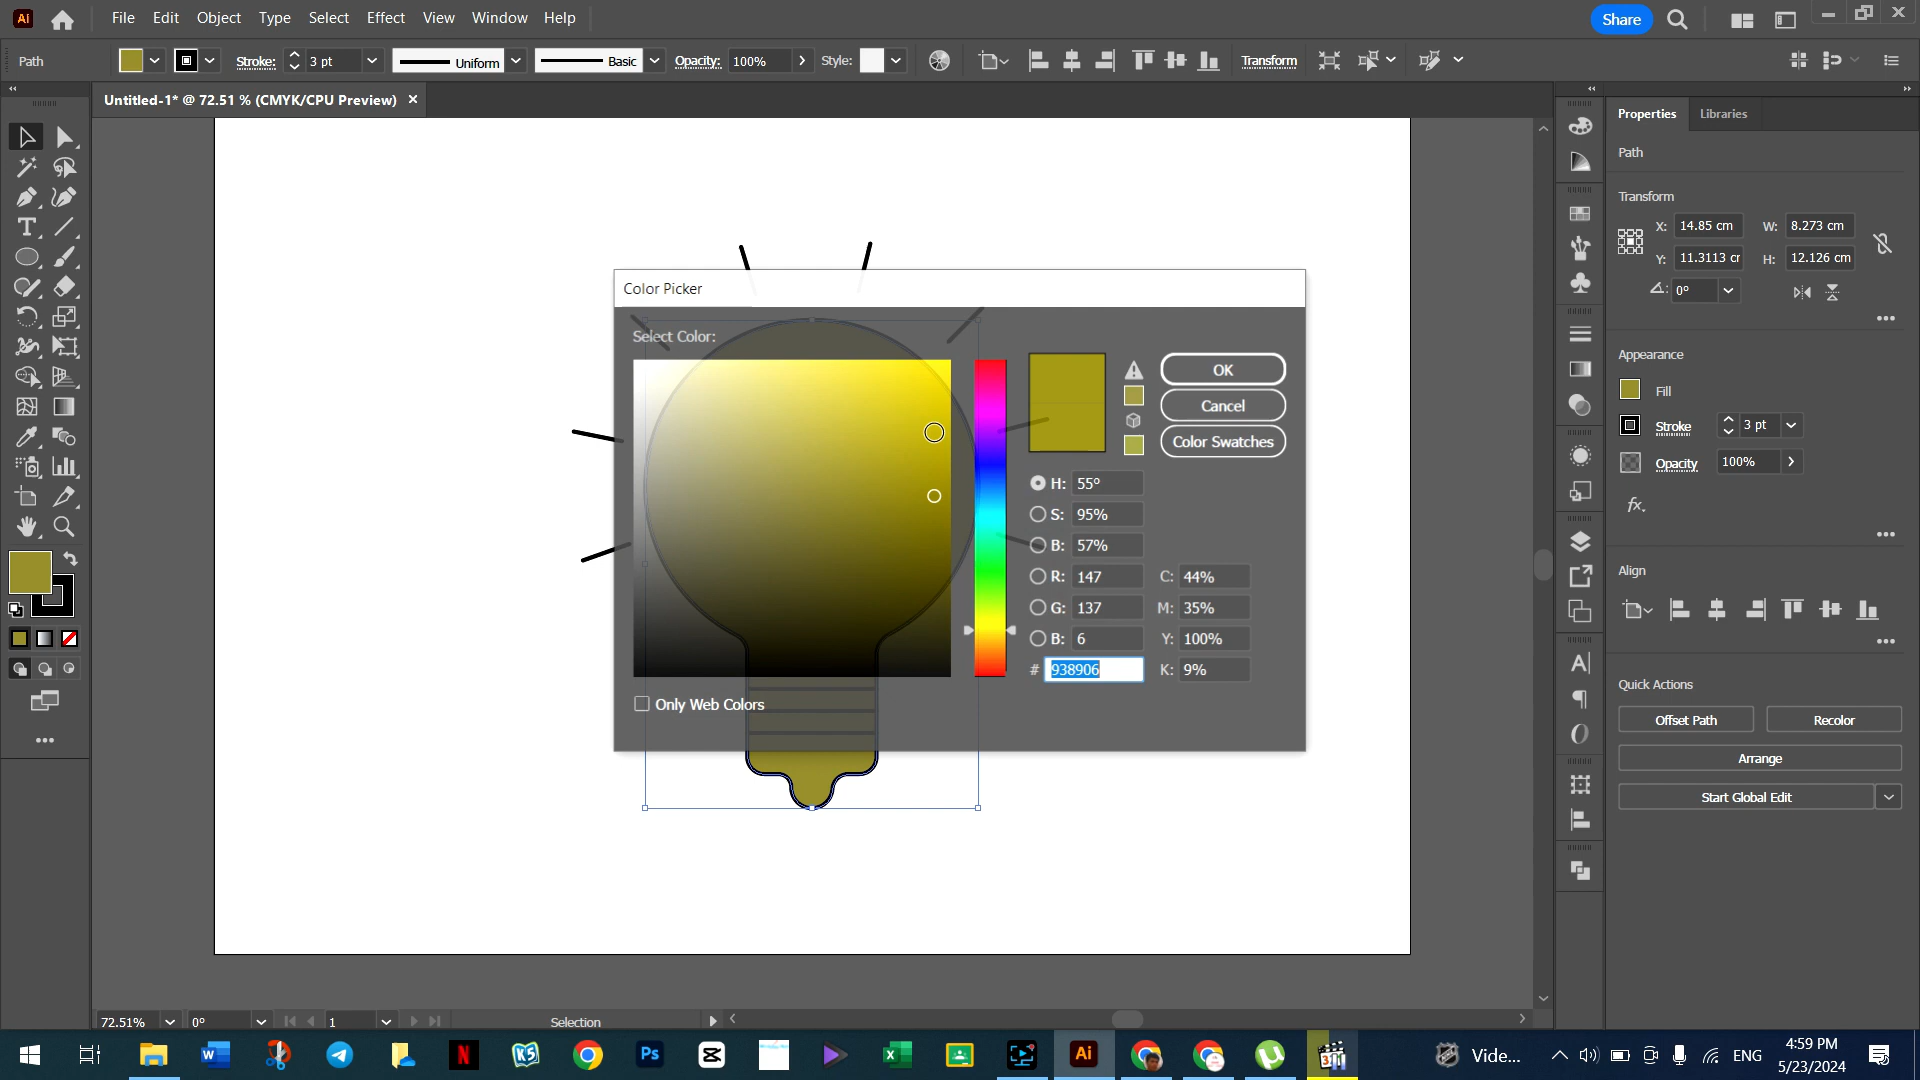 Ai File Edit Object Type Select Effect View Window Help Share
Path Stroke: 3 pt Uniform Basic Opacity: 100% Style: Transform
Untitled-1* @ 72.51 % (CMYK/CPU Preview)
Properties Libraries
Path
Transform
X: 14.85 cm W: 8.273 cm
Y: 11.3113 cr H: 12.126 cm
0°
Appearance
Fill
Stroke 3 pt
Opacity 100%
fx.
Align
Quick Actions
Offset Path Recolor
Arrange
Start Global Edit
Color Picker
Select Color:
OK
Cancel
Color Swatches
H: 55°
S: 95%
B: 57%
R: 147 C: 44%
G: 137 M: 35%
B: 6 Y: 100%
# 938906 K: 9%
Only Web Colors
72.51% 0° 1 Selection
Ps Ai Vide... ENG
4:59 PM
5/23/2024